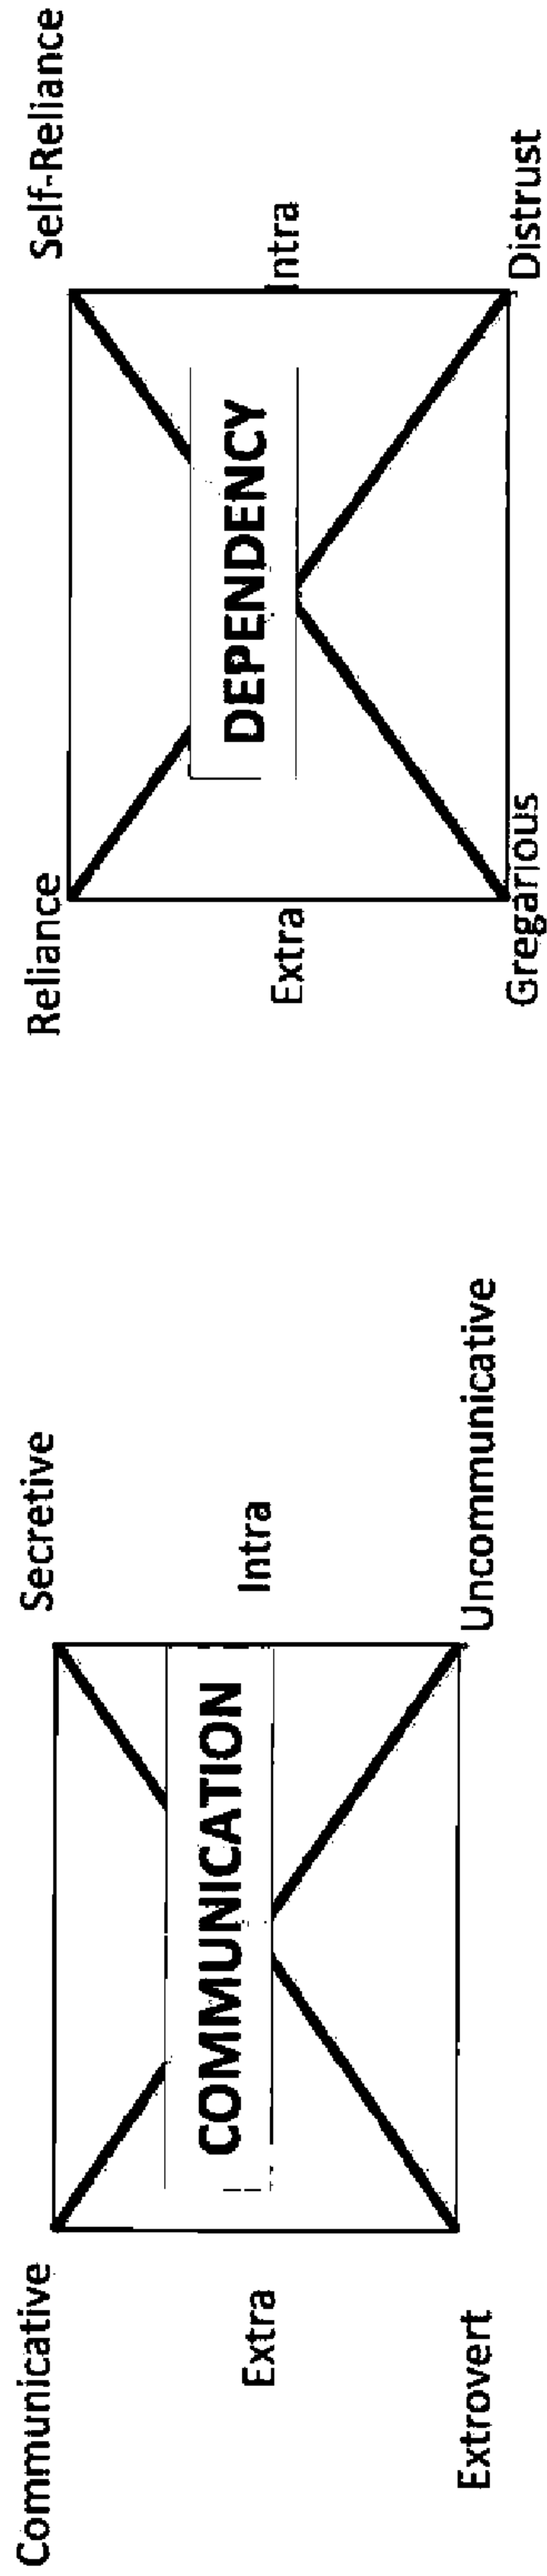 Communicative
Secretive
Extra
COMMUNICATION
Intra
Extrovert
Uncommunicative
Reliance
Self-Reliance
Extra
DEPENDENCY
Intra
Gregarious
Distrust